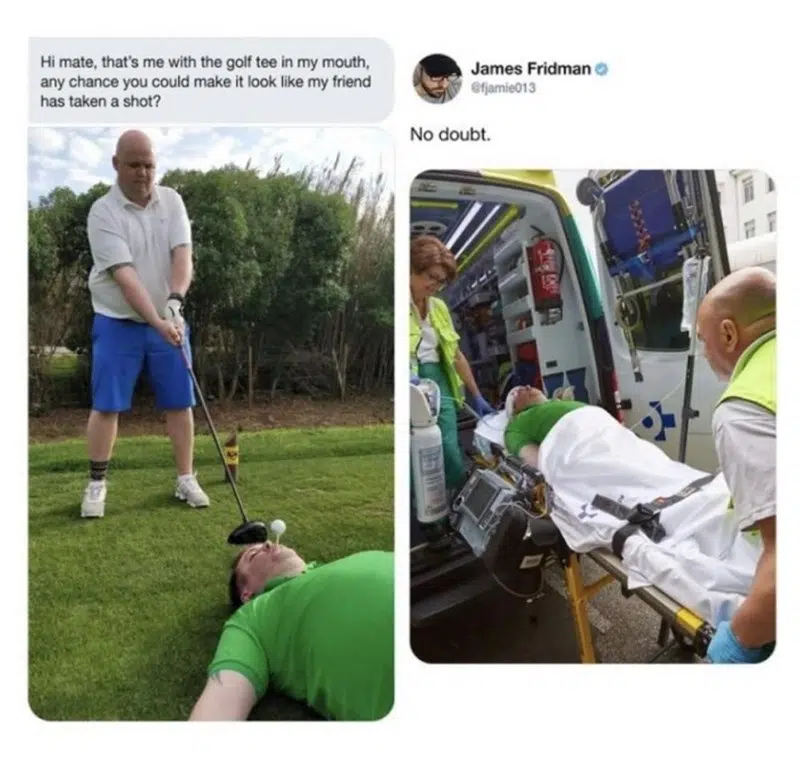 Hi mate, that's me with the golf tee in my mouth,
any chance you could make it look like my friend
has taken a shot?
James Fridman
@fjamie013
No doubt.